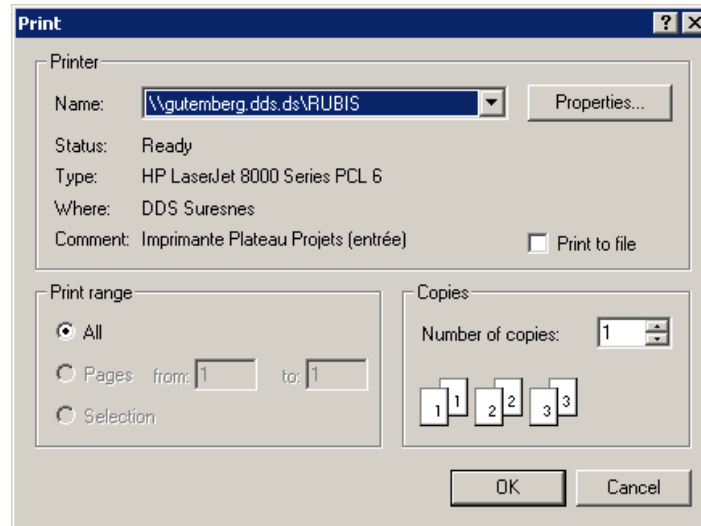 Print
Printer
Name: \\gutemberg.dds.ds\RUBIS Properties...
Status: Ready
Type: HP LaserJet 8000 Series PCL 6
Where: DDS Suresnes
Comment: Imprimante Plateau Projets (entrée) Print to file
Print range
All
Pages from: 1 to: 1
Selection
Copies
Number of copies: 1
1 1 2 2 3 3
OK Cancel